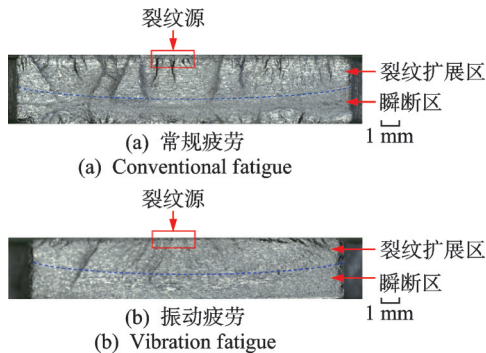 裂纹源
裂纹扩展区
瞬断区
1 mm
(a) 常规疲劳
(a) Conventional fatigue
裂纹源
裂纹扩展区
瞬断区
1 mm
(b) 振动疲劳
(b) Vibration fatigue